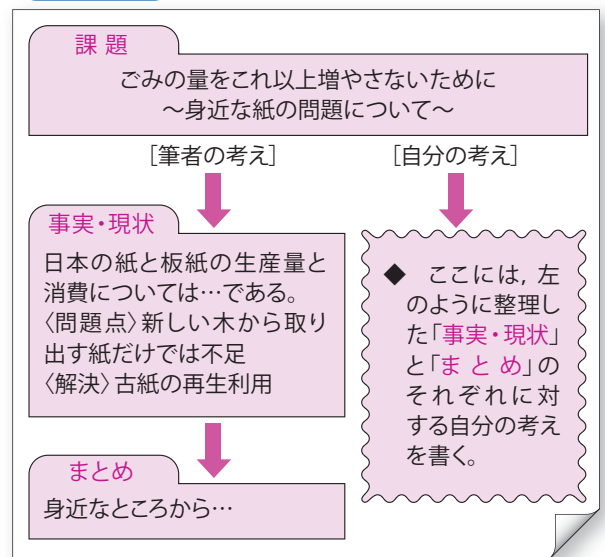 課 題
ごみの量をこれ以上増やさないために
～身近な紙の問題について～
［筆者の考え］
［自分の考え］
事実・現状
日本の紙と板紙の生産量と
消費については…である。
〈問題点〉新しい木から取り
出す紙だけでは不足
〈解決〉古紙の再生利用
まとめ
身近なところから…
◆ ここには，左
のように整理し
た「事実・現状」
と「ま と め」の
それぞれに対
する自分の考え
を書く。